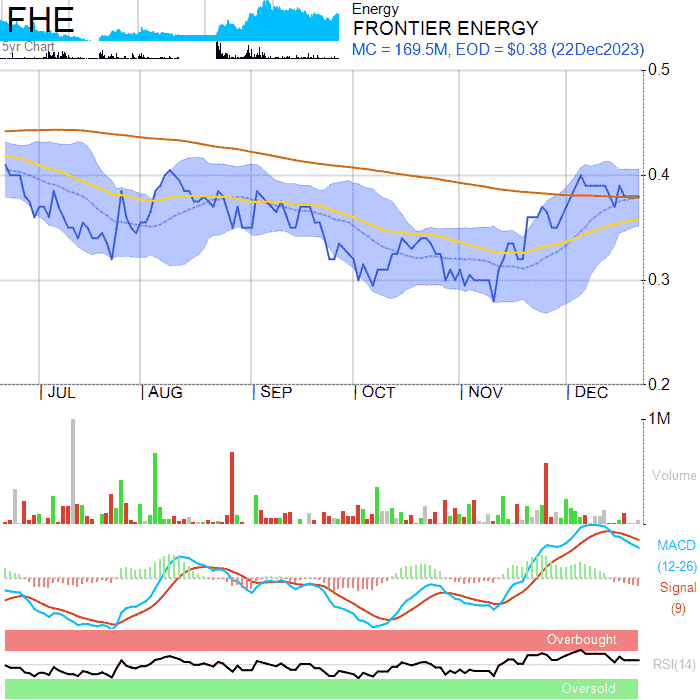 FHE
5yr Chart
Energy
FRONTIER ENERGY
MC = 169.5M, EOD = $0.38 (22Dec2023)
0.5
0.4
0.3
0.2
JUL AUG SEP OCT NOV DEC
1M
Volume
MACD
(12-26)
Signal
(9)
Overbought
RSI(14)
Oversold